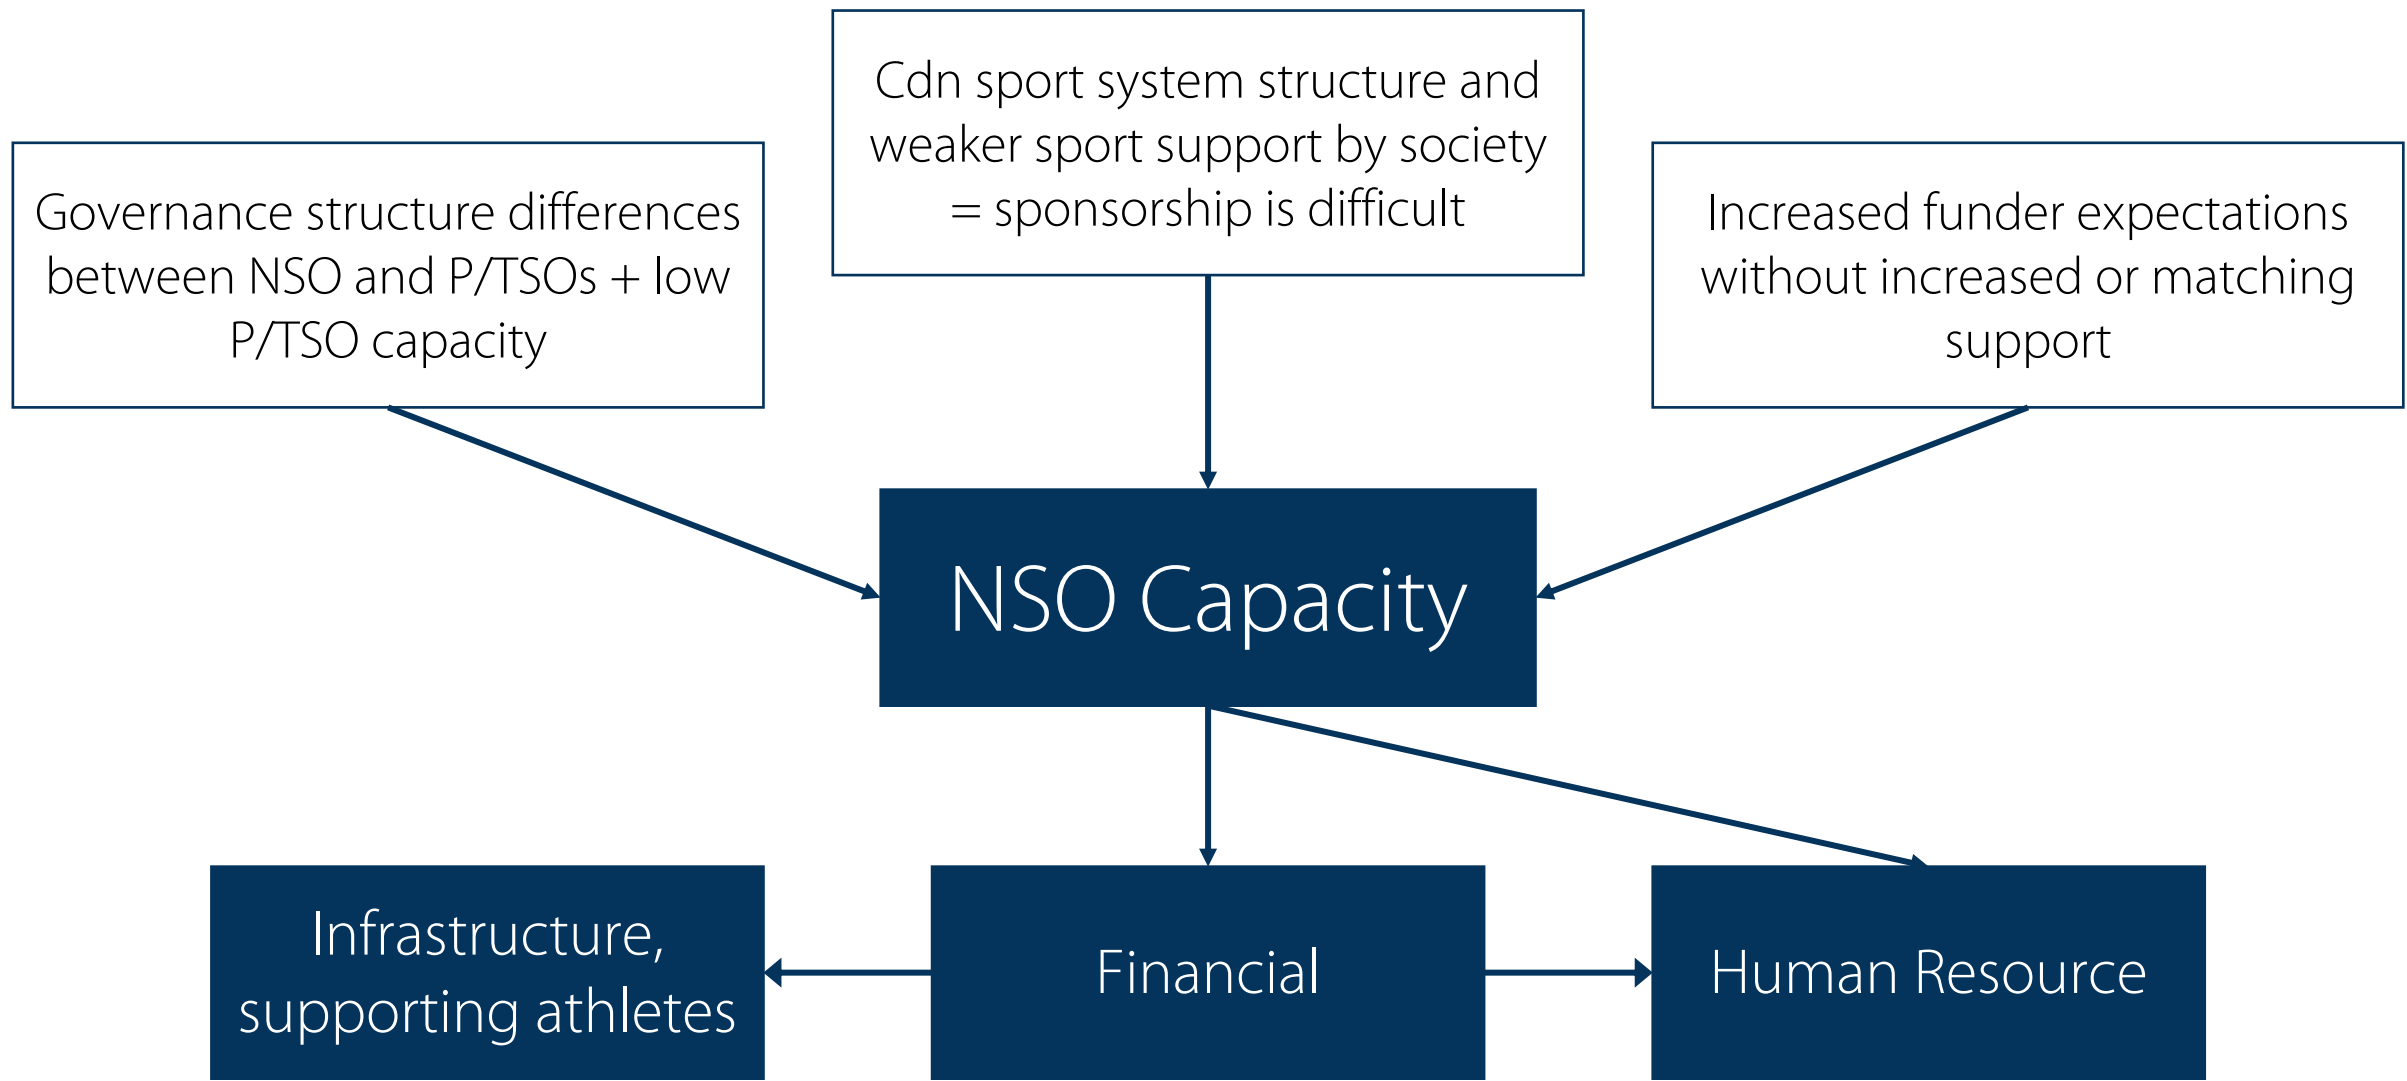 Cdn sport system structure and
weaker sport support by society
= sponsorship is difficult
Governance structure differences
between NSO and P/TSOs + low
P/TSO capacity
Increased funder expectations
without increased or matching
support
NSO Capacity
Infrastructure,
supporting athletes
Financial
Human Resource